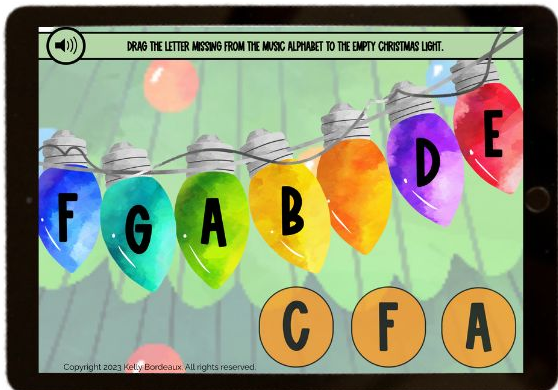 DRAG THE LETTER MISSING FROM THE MUSIC ALPHABET TO THE EMPTY CHRISTMAS LIGHT.
F G A B D E
C F A
Copyright 2023 Kelly Bordeaux. All rights reserved.